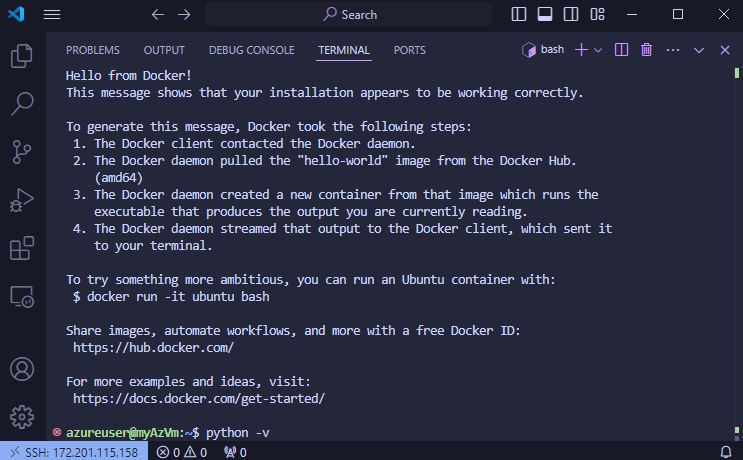 Search
PROBLEMS OUTPUT DEBUG CONSOLE TERMINAL PORTS bash
Hello from Docker!
This message shows that your installation appears to be working correctly.
To generate this message, Docker took the following steps:
1. The Docker client contacted the Docker daemon.
2. The Docker daemon pulled the "hello-world" image from the Docker Hub.
(amd64)
3. The Docker daemon created a new container from that image which runs the
executable that produces the output you are currently reading.
4. The Docker daemon streamed that output to the Docker client, which sent it
to your terminal.
To try something more ambitious, you can run an Ubuntu container with:
$ docker run -it ubuntu bash
Share images, automate workflows, and more with a free Docker ID:
https://hub.docker.com/
For more examples and ideas, visit:
https://docs.docker.com/get-started/
azureuser@myAzVm:~$ python -v
SSH: 172.201.115.158 0 0 0